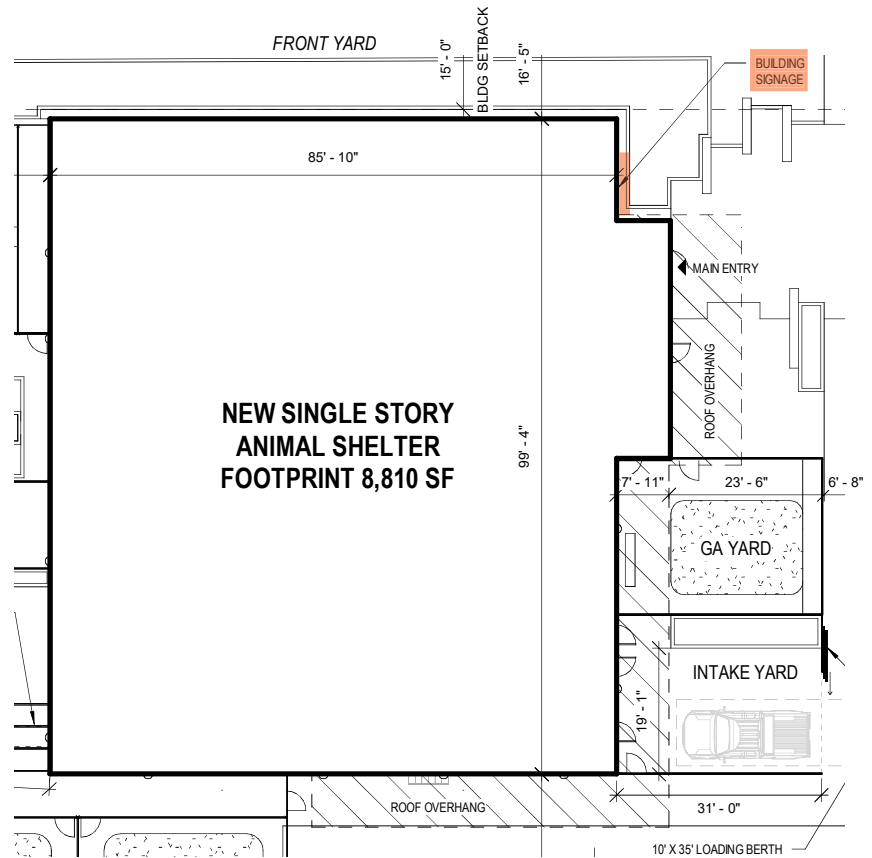 FRONT YARD
15' - 0"
BLDG SETBACK
16' - 5"
BUILDING
SIGNAGE
85' - 10"
MAIN ENTRY
ROOF OVERHANG
NEW SINGLE STORY
ANIMAL SHELTER
FOOTPRINT 8,810 SF
99' - 4"
7' - 11"
23' - 6"
6' - 8"
GA YARD
INTAKE YARD
19' - 1"
ROOF OVERHANG
31' - 0"
10' X 35' LOADING BERTH